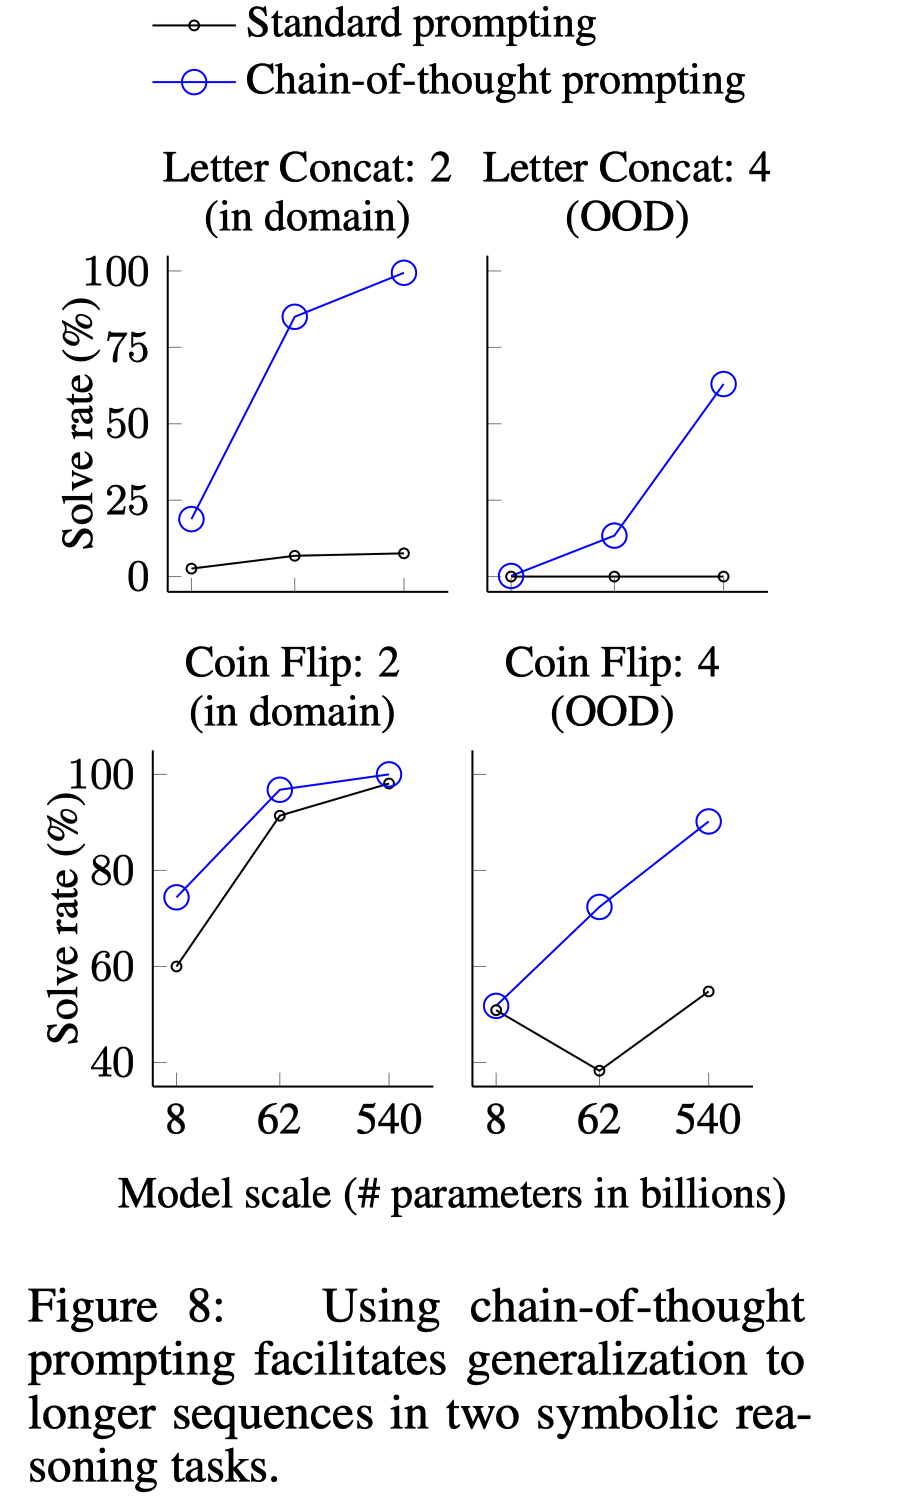 Standard prompting
Chain-of-thought prompting
Letter Concat: 2
(in domain)
Letter Concat: 4
(OOD)
Solve rate (%)
100
75
50
25
0
Coin Flip: 2
(in domain)
Coin Flip: 4
(OOD)
Solve rate (%)
100
80
60
40
8 62 540
8 62 540
Model scale (# parameters in billions)
Figure 8: Using chain-of-thought
prompting facilitates generalization to
longer sequences in two symbolic rea-
soning tasks.